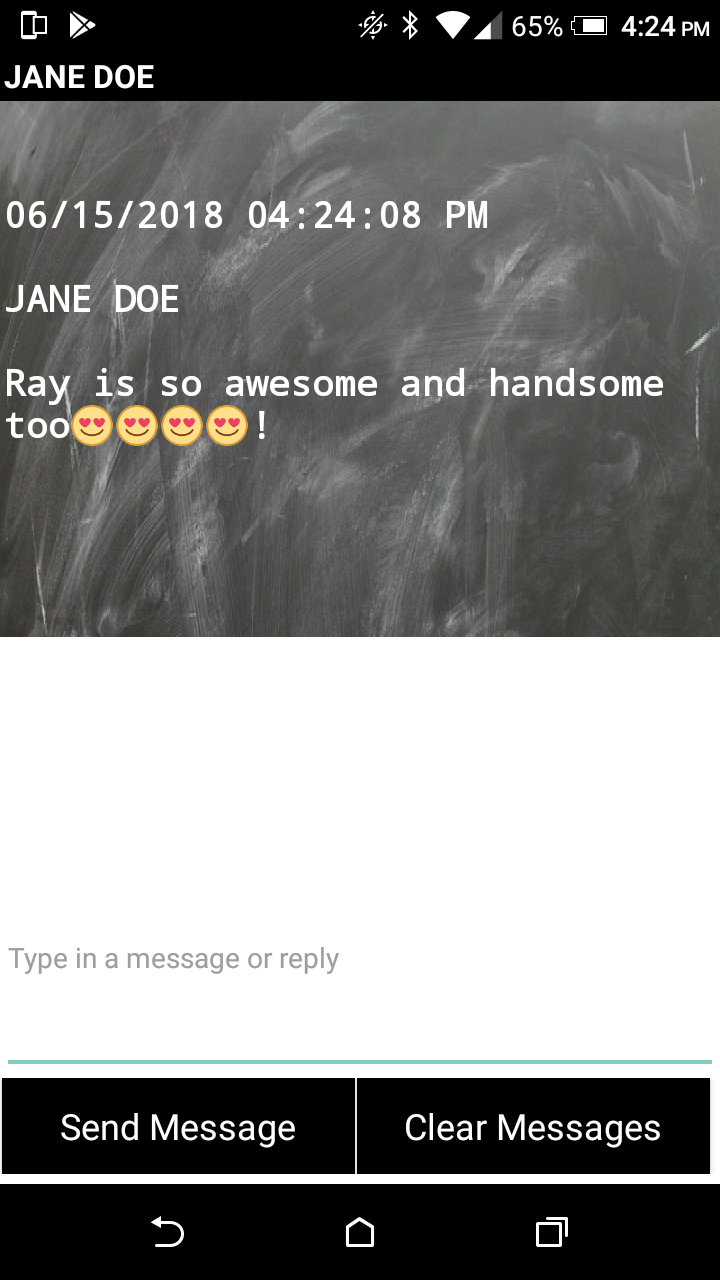 65% 4:24 PM
JANE DOE
06/15/2018 04:24:08 PM
JANE DOE
Ray is so awesome and handsome
too😍😍😍😍!
Type in a message or reply
Send Message Clear Messages